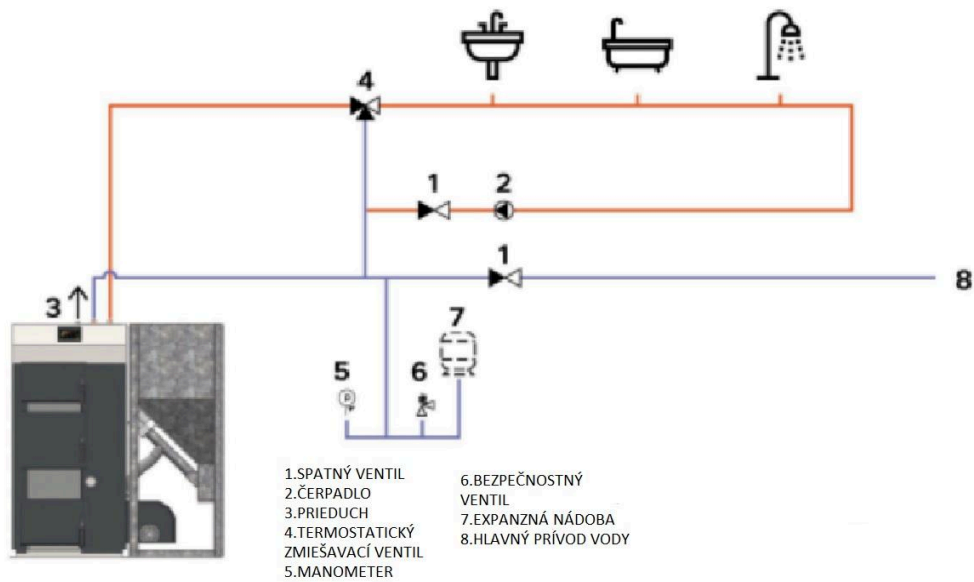 4
1
2
1
8
3
7
5
6
P
1.SPATNÝ VENTIL
2.ČERPADLO
3.PRIEDUCH
4.TERMOSTATICKÝ
ZMIEŠAVACÍ VENTIL
5.MANOMETER
6.BEZPEČNOSTNÝ
VENTIL
7.EXPANZNÁ NÁDOBA
8.HLAVNÝ PRÍVOD VODY